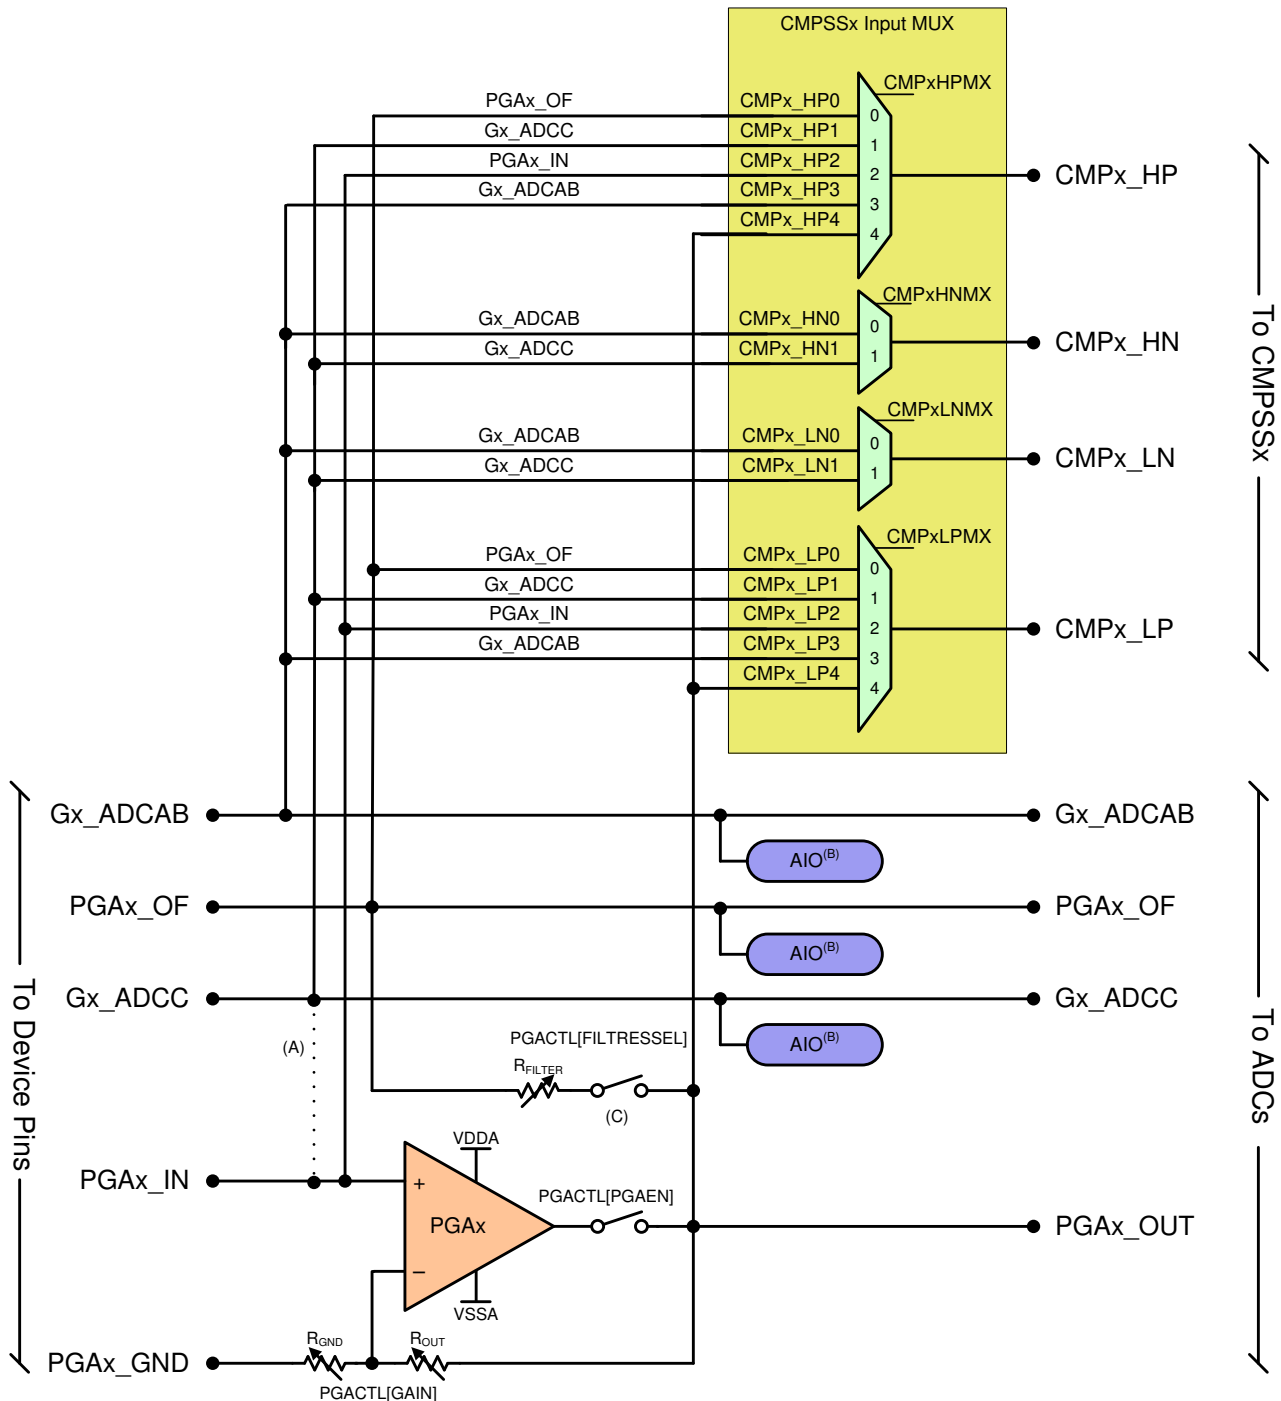 CMPSSx Input MUX
CMPxHPMX
PGAx_OF CMPx_HP0 0
Gx_ADCC CMPx_HP1 1
PGAx_IN CMPx_HP2 2 CMPx_HP
Gx_ADCAB CMPx_HP3 3
CMPx_HP4 4
CMPxHNMX
Gx_ADCAB CMPx_HN0 0
Gx_ADCC CMPx_HN1 1 CMPx_HN
CMPxLNMX
Gx_ADCAB CMPx_LN0 0
Gx_ADCC CMPx_LN1 1 CMPx_LN
CMPxLPMX
PGAx_OF CMPx_LP0 0
Gx_ADCC CMPx_LP1 1
PGAx_IN CMPx_LP2 2 CMPx_LP
Gx_ADCAB CMPx_LP3 3
CMPx_LP4 4
To CMPSSx
Gx_ADCAB Gx_ADCAB
AIO(B)
PGAx_OF PGAx_OF
AIO(B)
Gx_ADCC Gx_ADCC
AIO(B)
(A)
PGACTL[FILTRESSEL]
RFILTER
(C)
VDDA
PGAx_IN +
PGACTL[PGAEN]
PGAx PGAx_OUT
−
VSSA
RGND ROUT
PGAx_GND
PGACTL[GAIN]
To Device Pins
To ADCs